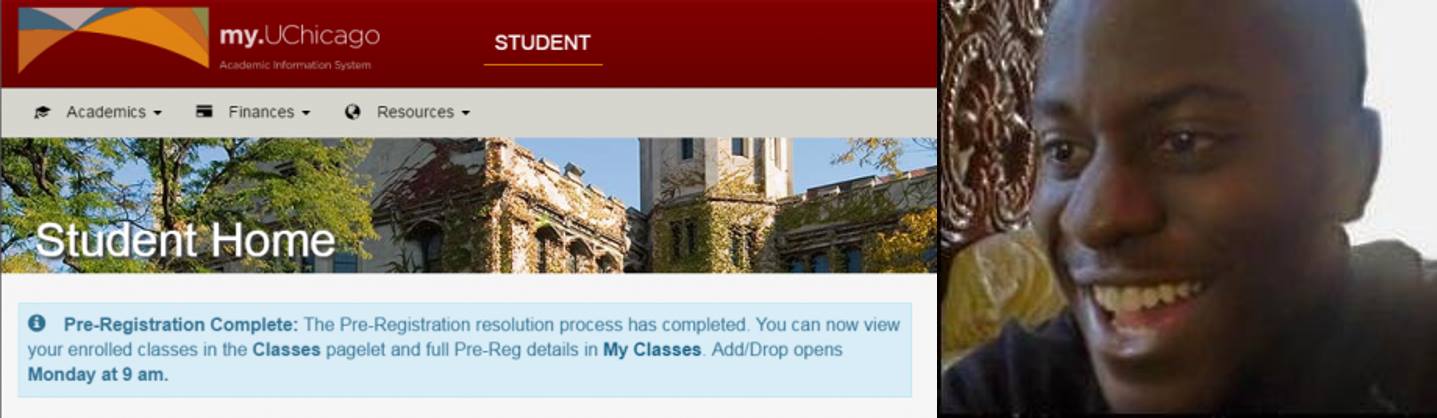 my.UChicago
Academic Information System
STUDENT
Academics
Finances
Resources
Student Home
Pre-Registration Complete: The Pre-Registration resolution process has completed. You can now view
your enrolled classes in the Classes pagelet and full Pre-Reg details in My Classes. Add/Drop opens
Monday at 9 am.